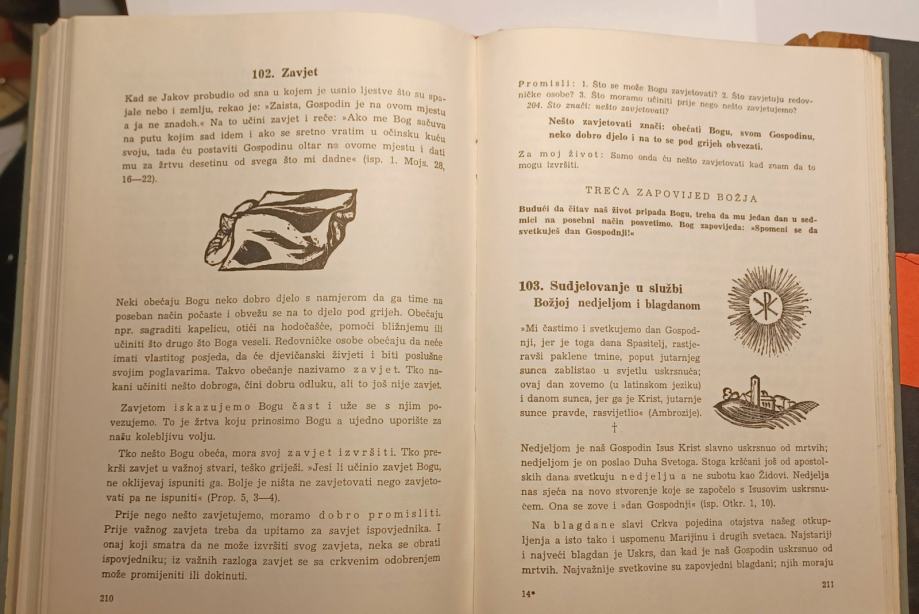 102. Zavjet
Kad se Jakov probudio od sna u kojem je usnio ljestve što su spa-
jale nebo i zemlju, rekao je: »Zaista, Gospodin je na ovom mjestu
a ja ne znadoh.« Na to učini zavjet i reče: »Ako me Bog sačuva
na putu kojim sad idem i ako se sretno vratim u očinsku kuću
svoju, tada ću postaviti Gospodinu oltar na ovome mjestu i dati
mu za žrtvu desetinu od svega što mi dadne« (isp. 1. Mojs. 28,
16—22).
Neki obećaju Bogu neko dobro djelo s namjerom da ga time na
poseban način počaste i obvežu se na to djelo pod grijeh. Obećaju
npr. sagraditi kapelicu, otići na hodočašće, pomoći bližnjemu ili
učiniti što drugo što Boga veseli. Redovničke osobe obećaju da neće
imati vlastitog posjeda, da će djevičanski živjeti i biti poslušne
svojim poglavarima. Takvo obećanje nazivamo zavjet. Tko na-
kani učiniti nešto dobroga, čini dobru odluku, ali to još nije zavjet.
Zavjetom iskazujemo Bogu čast i uže se s njim po-
vezujemo. To je žrtva koju prinosimo Bogu a ujedno uporište za
našu kolebljivu volju.
Tko nešto Bogu obeća, mora svoj zavjet izvršiti. Tko pre-
krši zavjet u važnoj stvari, teško griješi. »Jesi li učinio zavjet Bogu,
ne oklijevaj ispuniti ga. Bolje je ništa ne zavjetovati nego zavjeto-
vati pa ne ispuniti« (Prop. 5, 3—4).
Prije nego nešto zavjetujemo, moramo dobro promisliti.
Prije važnog zavjeta treba da upitamo za savjet ispovjednika. I
onaj koji smatra da ne može izvršiti svog zavjeta, neka se obrati
ispovjedniku; iz važnih razloga zavjet se sa crkvenim odobrenjem
može promijeniti ili dokinuti.
210
Promisli: 1. Što se može Bogu zavjetovati? 2. Što zavjetuju redov-
ničke osobe? 3. Što moramo učiniti prije nego nešto zavjetujemo?
204. Što znači: nešto zavjetovati?
Nešto zavjetovati znači: obećati Bogu, svom Gospodinu,
neko dobro djelo i na to se pod grijeh obvezati.
Za moj život: Samo onda ću nešto zavjetovati kad znam da to
mogu izvršiti.
TREĆA ZAPOVIJED BOŽJA
Budući da čitav naš život pripada Bogu, treba da mu jedan dan u sed-
mici na posebni način posvetimo. Bog zapovijeda: »Spomeni se da
svetkuješ dan Gospodnji!«
103. Sudjelovanje u službi
Božjoj nedjeljom i blagdanom
»Mi častimo i svetkujemo dan Gospod-
nji, jer je toga dana Spasitelj, rastje-
ravši paklene tmine, poput jutarnjeg
sunca zablistao u svjetlu uskrsnuća;
ovaj dan zovemo (u latinskom jeziku)
i danom sunca, jer ga je Krist, jutarnje
sunce pravde, rasvijetlio« (Ambrozije).
†
Nedjeljom je naš Gospodin Isus Krist slavno uskrsnuo od mrtvih;
nedjeljom je on poslao Duha Svetoga. Stoga kršćani još od apostol-
skih dana svetkuju nedjelju a ne subotu kao Židovi. Nedjelja
nas sjeća na novo stvorenje koje se započelo s Isusovim uskrsnu-
ćem. Ona se zove i »dan Gospodnji« (isp. Otkr. 1, 10).
Na blagdane slavi Crkva pojedina otajstva našeg otkup-
ljenja a isto tako i uspomenu Marijinu i drugih svetaca. Najstariji
i najveći blagdan je Uskrs, dan kad je naš Gospodin uskrsnuo od
mrtvih. Najvažnije svetkovine su zapovjedni blagdani; njih moraju
14*
211